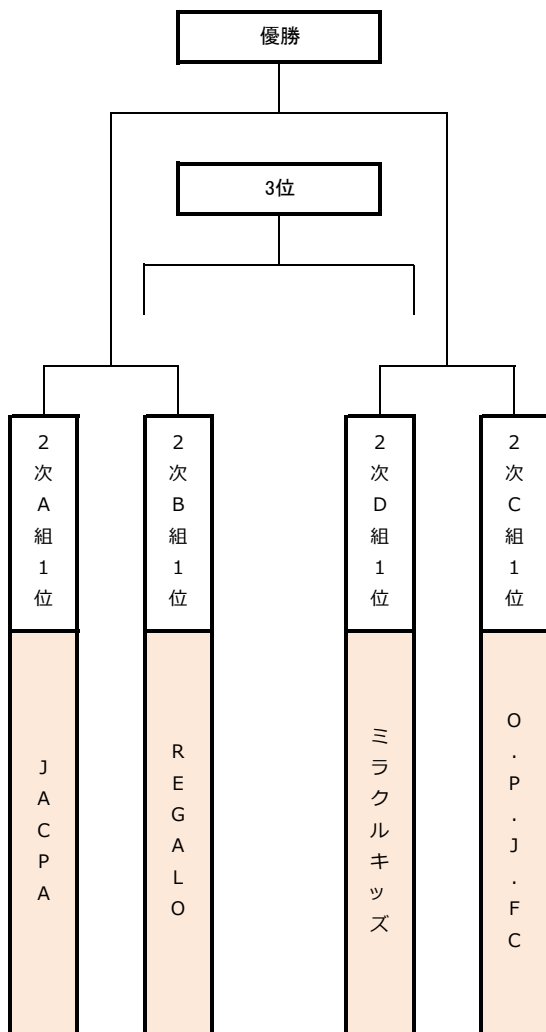 優勝
3位
2次A組1位
2次B組1位
2次D組1位
2次C組1位
JACPA
REGALO
ミラクルキッズ
O.P.J.FC